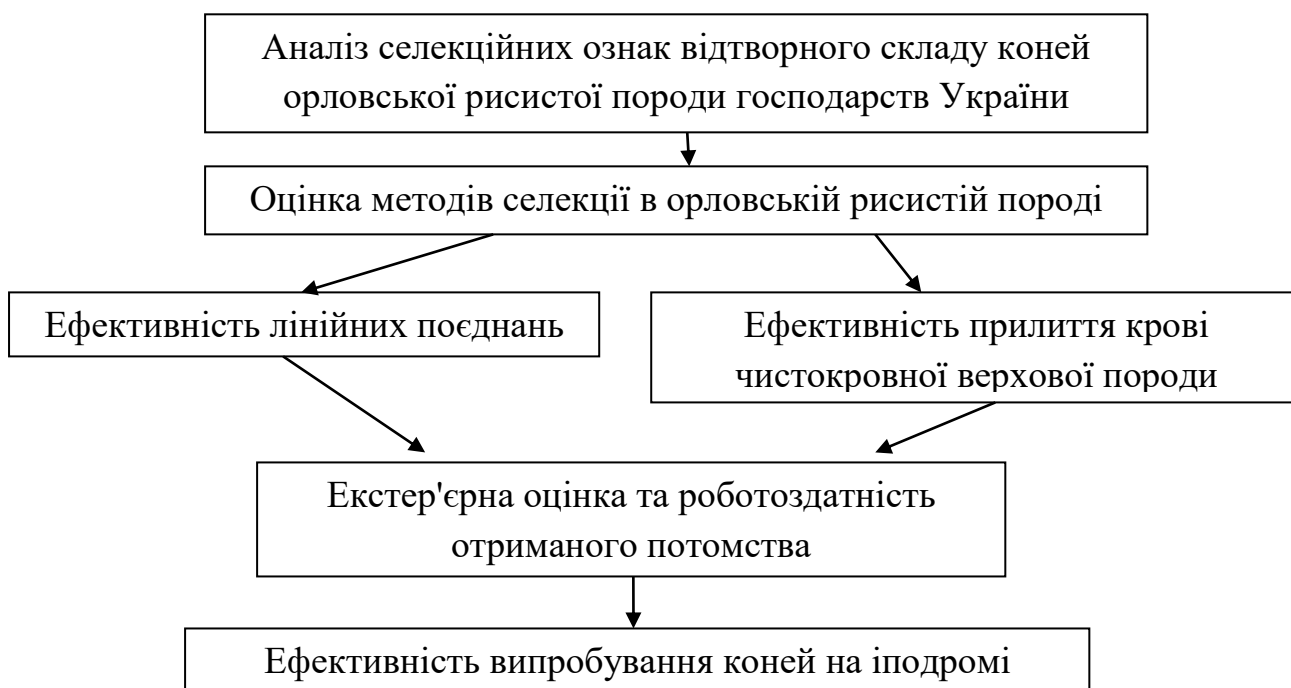 Аналіз селекційних ознак відтворного складу коней
орловської рисистої породи господарств України
Оцінка методів селекції в орловській рисистій породі
Ефективність лінійних поєднань
Ефективність прилиття крові
чистокровної верхової породи
Екстер'єрна оцінка та роботоздатність
отриманого потомства
Ефективність випробування коней на іподромі